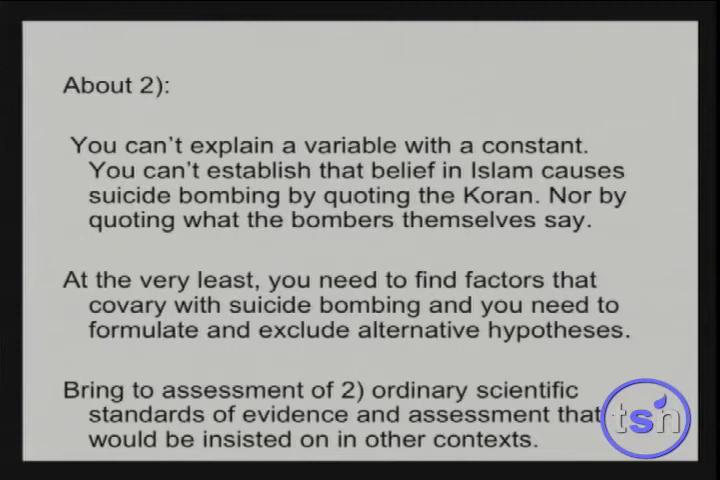 About 2):
You can't explain a variable with a constant.
You can't establish that belief in Islam causes
suicide bombing by quoting the Koran. Nor by
quoting what the bombers themselves say.
At the very least, you need to find factors that
covary with suicide bombing and you need to
formulate and exclude alternative hypotheses.
Bring to assessment of 2) ordinary scientific
standards of evidence and assessment that
would be insisted on in other contexts.
tsn